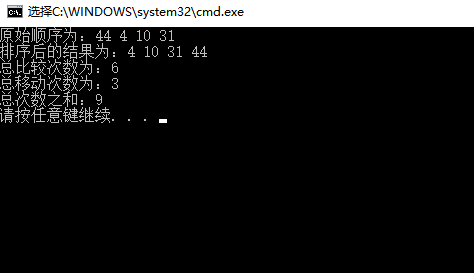 选择C:\WINDOWS\system32\cmd.exe
原始顺序为：44 4 10 31
排序后的结果为：4 10 31 44
总比较次数为：6
总移动次数为：3
总次数之和：9
请按任意键继续. . .